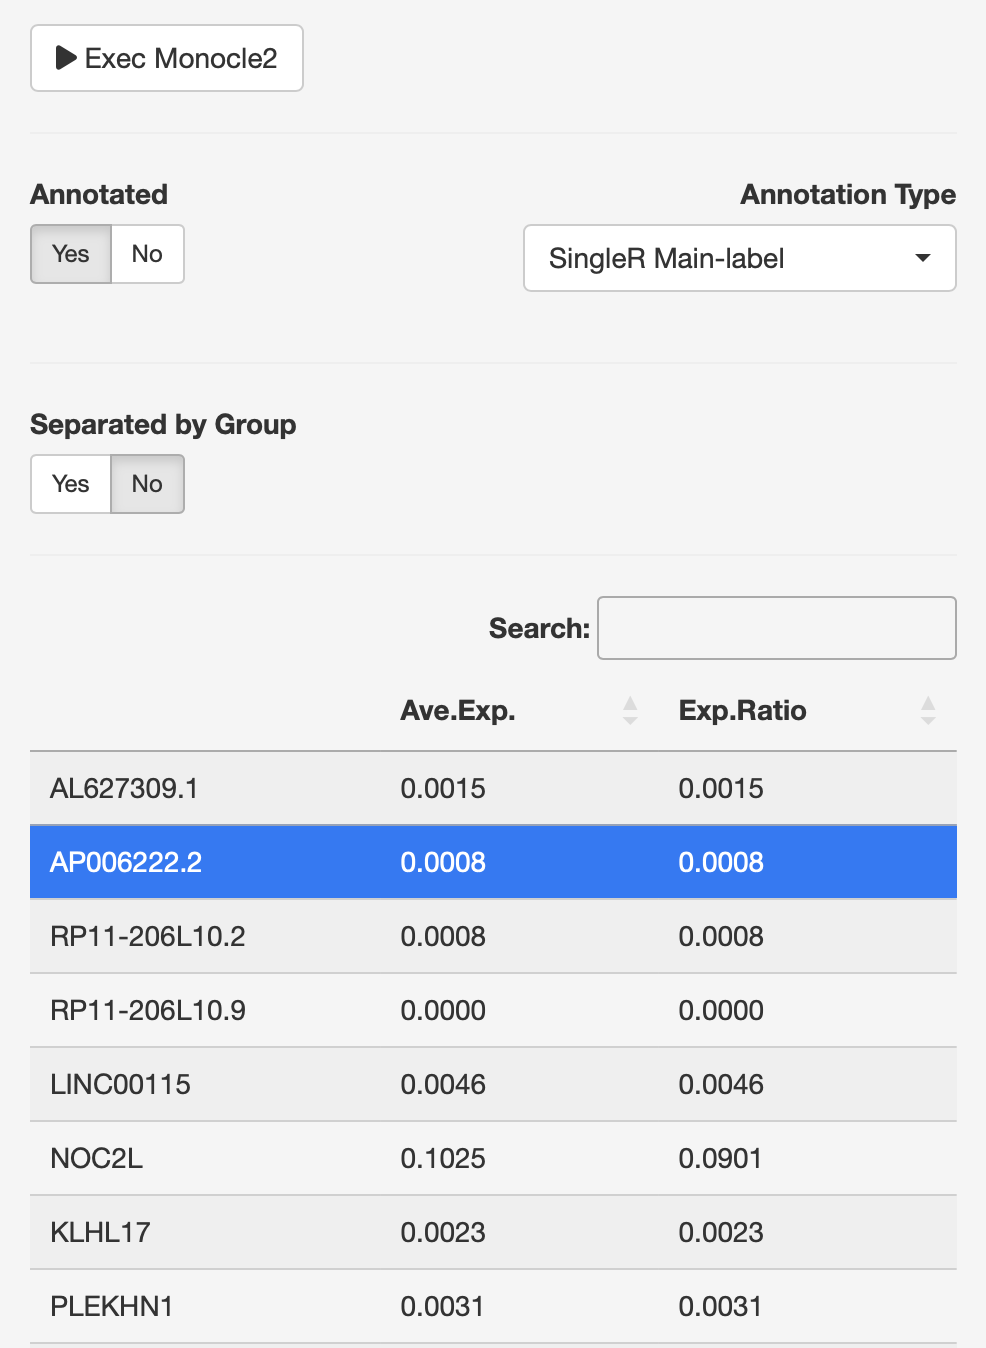 Exec Monocle2
Annotated Annotation Type
Yes No SingleR Main-label
Separated by Group
Yes No
Search:
Ave.Exp. Exp.Ratio
AL627309.1 0.0015 0.0015
AP006222.2 0.0008 0.0008
RP11-206L10.2 0.0008 0.0008
RP11-206L10.9 0.0000 0.0000
LINC00115 0.0046 0.0046
NOC2L 0.1025 0.0901
KLHL17 0.0023 0.0023
PLEKHN1 0.0031 0.0031